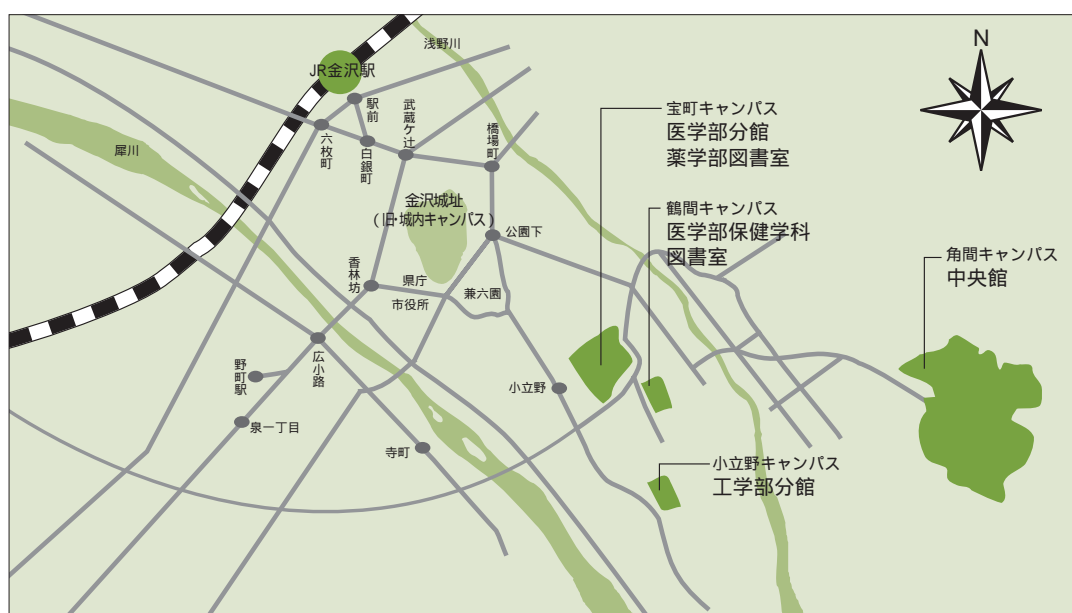 浅野川
N
JR金沢駅
駅前
武蔵ケ辻
橋場町
六枚町
白銀町
犀川
宝町キャンパス
医学部分館
薬学部図書室
金沢城址
(旧・城内キャンパス)
鶴間キャンパス
医学部保健学科
図書室
公園下
角間キャンパス
中央館
香林坊
県庁
市役所
兼六園
広小路
野町駅
小立野
泉一丁目
寺町
小立野キャンパス
工学部分館